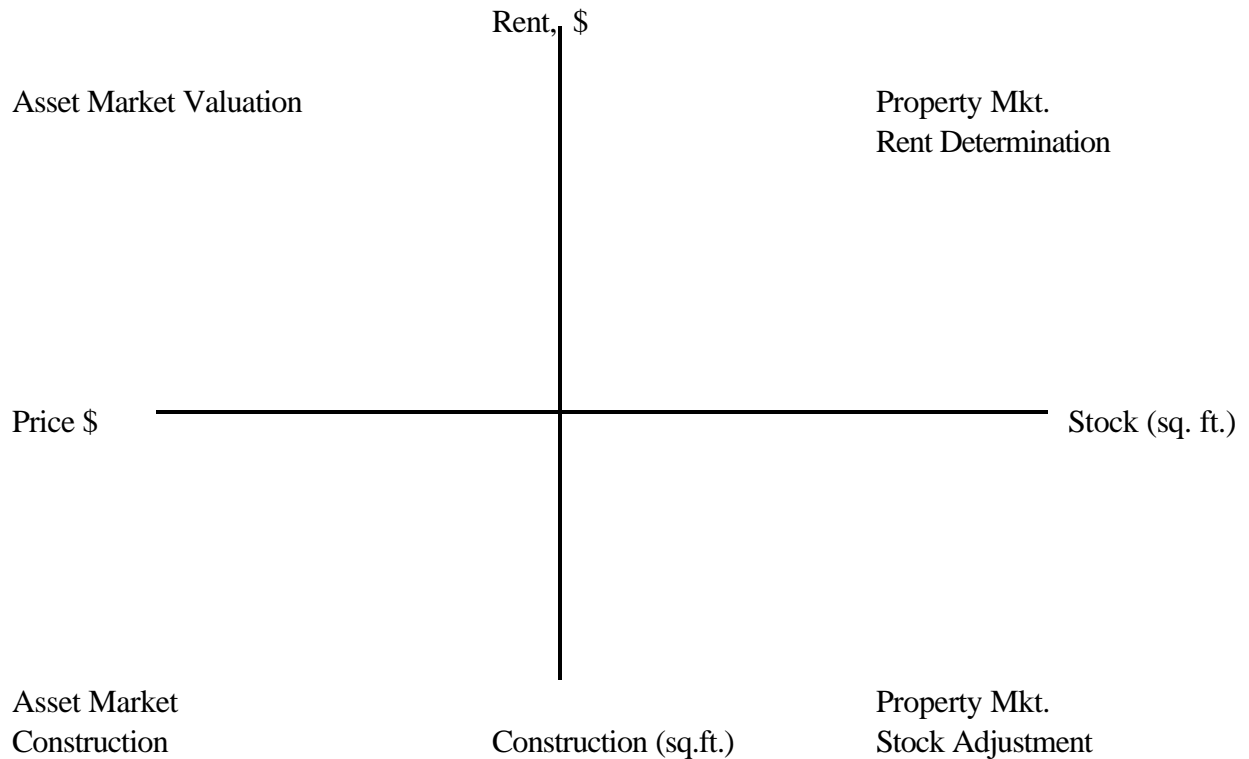 Rent, $
Asset Market Valuation
Property Mkt.
Rent Determination
Price $
Stock (sq. ft.)
Asset Market
Construction
Construction (sq.ft.)
Property Mkt.
Stock Adjustment